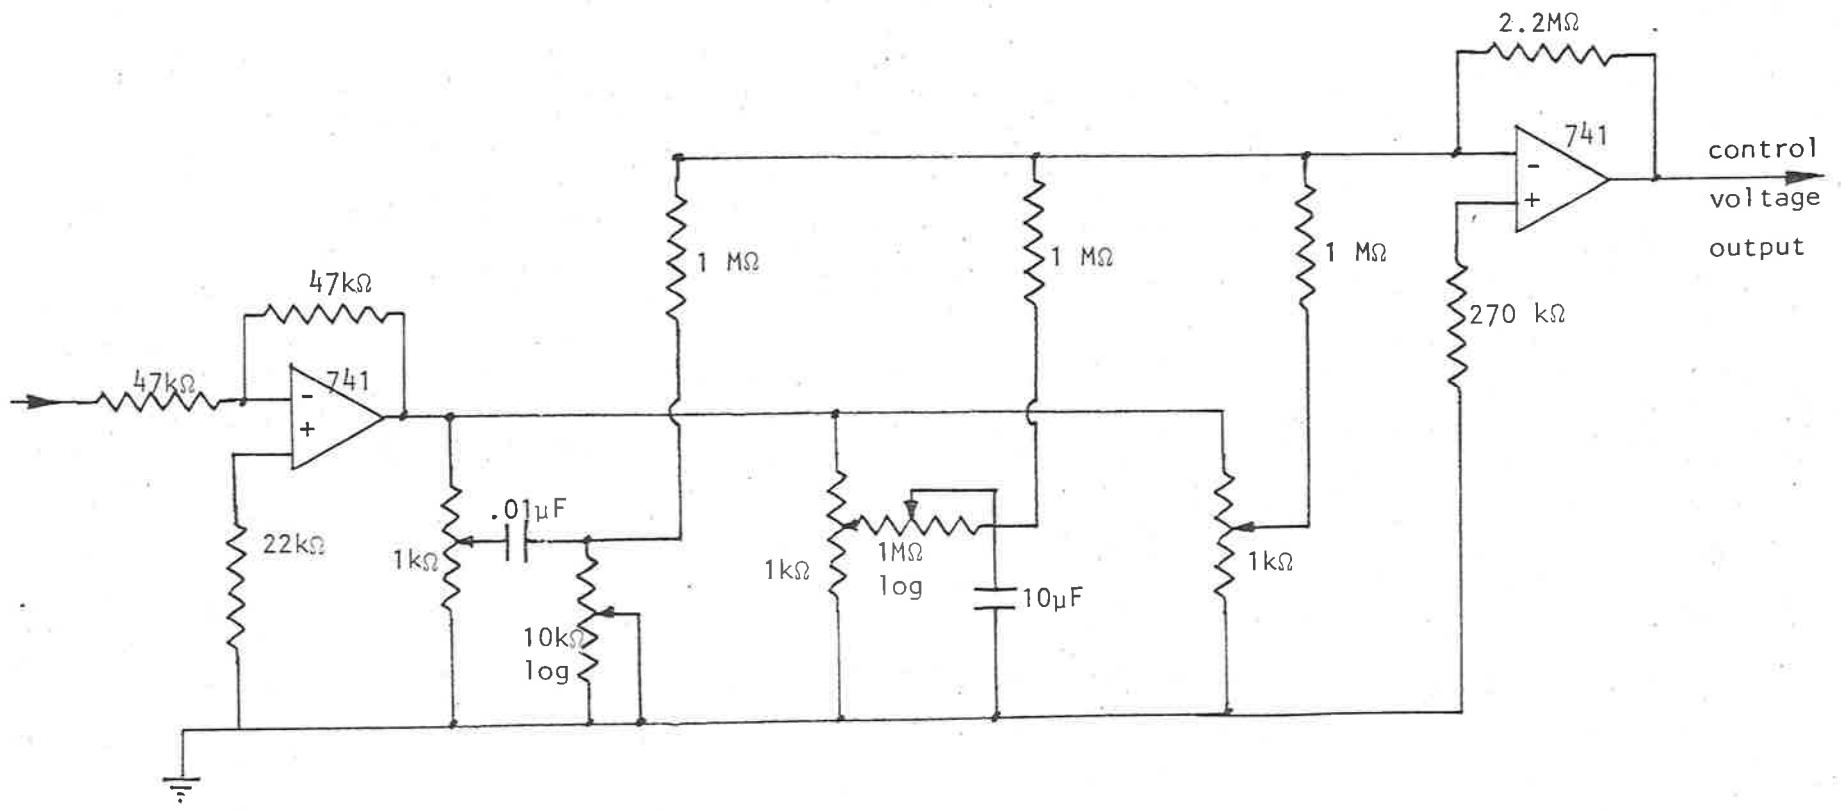 2.2MΩ
741
-
+
control
voltage
output
1 MΩ
1 MΩ
1 MΩ
270 kΩ
47kΩ
47kΩ
741
-
+
22kΩ
1kΩ
.01µF
10kΩ
log
1kΩ
1MΩ
log
10µF
1kΩ